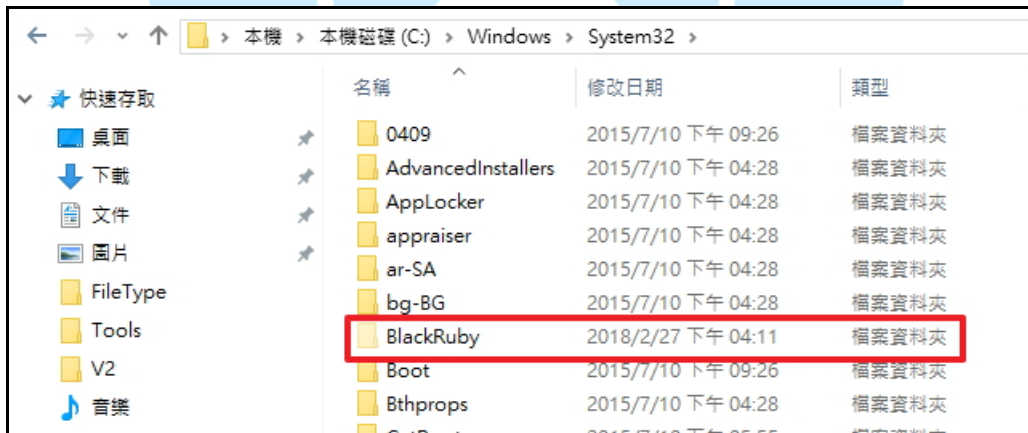 本機 › 本機磁碟 (C:) › Windows › System32 ›
名稱 修改日期 類型
快速存取
桌面
下載
文件
圖片
FileType
Tools
V2
音樂
0409 2015/7/10 下午 09:26 檔案資料夾
AdvancedInstallers 2015/7/10 下午 04:28 檔案資料夾
AppLocker 2015/7/10 下午 04:28 檔案資料夾
appraiser 2015/7/10 下午 04:28 檔案資料夾
ar-SA 2015/7/10 下午 04:28 檔案資料夾
bg-BG 2015/7/10 下午 04:28 檔案資料夾
BlackRuby 2018/2/27 下午 04:11 檔案資料夾
Boot 2015/7/10 下午 09:26 檔案資料夾
Bthprops 2015/7/10 下午 04:28 檔案資料夾